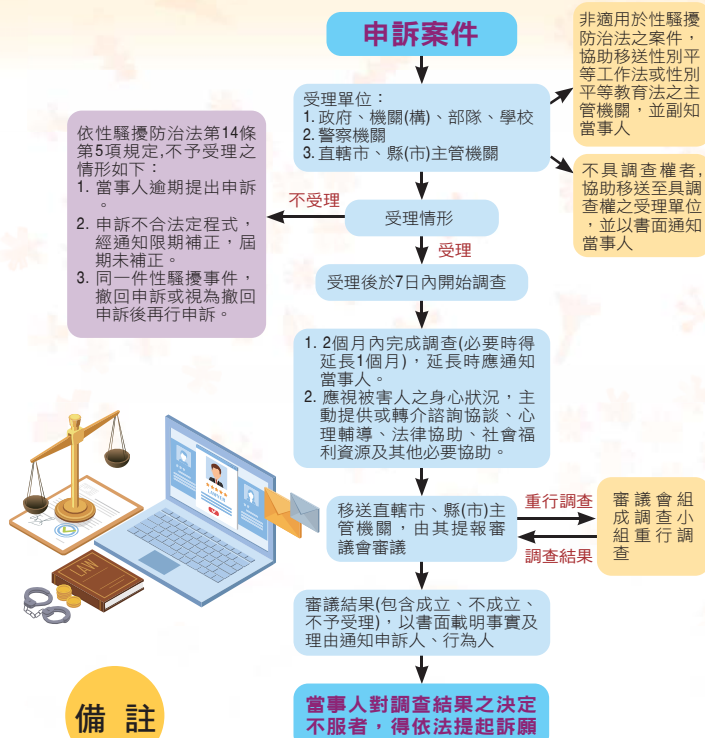 申訴案件
受理單位：
1. 政府、機關(構)、部隊、學校
2. 警察機關
3. 直轄市、縣(市)主管機關
非適用於性騷擾
防治法之案件，
協助移送性別平
等工作法或性別
平等教育法之主
管機關，並副知
當事人
不具調查權者,
協助移送至具調
查權之受理單位
，並以書面通知
當事人
受理情形
不受理
依性騷擾防治法第14條
第5項規定,不予受理之
情形如下：
1. 當事人逾期提出申訴
。
2. 申訴不合法定程式，
經通知限期補正，屆
期未補正。
3. 同一件性騷擾事件，
撤回申訴或視為撤回
申訴後再行申訴。
受理
受理後於7日內開始調查
1. 2個月內完成調查(必要時得
延長1個月)，延長時應通知
當事人。
2. 應視被害人之身心狀況，主
動提供或轉介諮詢協談、心
理輔導、法律協助、社會福
利資源及其他必要協助。
移送直轄市、縣(市)主
管機關，由其提報審
議會審議
重行調查
調查結果
審議會組
成調查小
組重行調
查
審議結果(包含成立、不成立、
不予受理)，以書面載明事實及
理由通知申訴人、行為人
當事人對調查結果之決定
不服者，得依法提起訴願
LAW
備 註